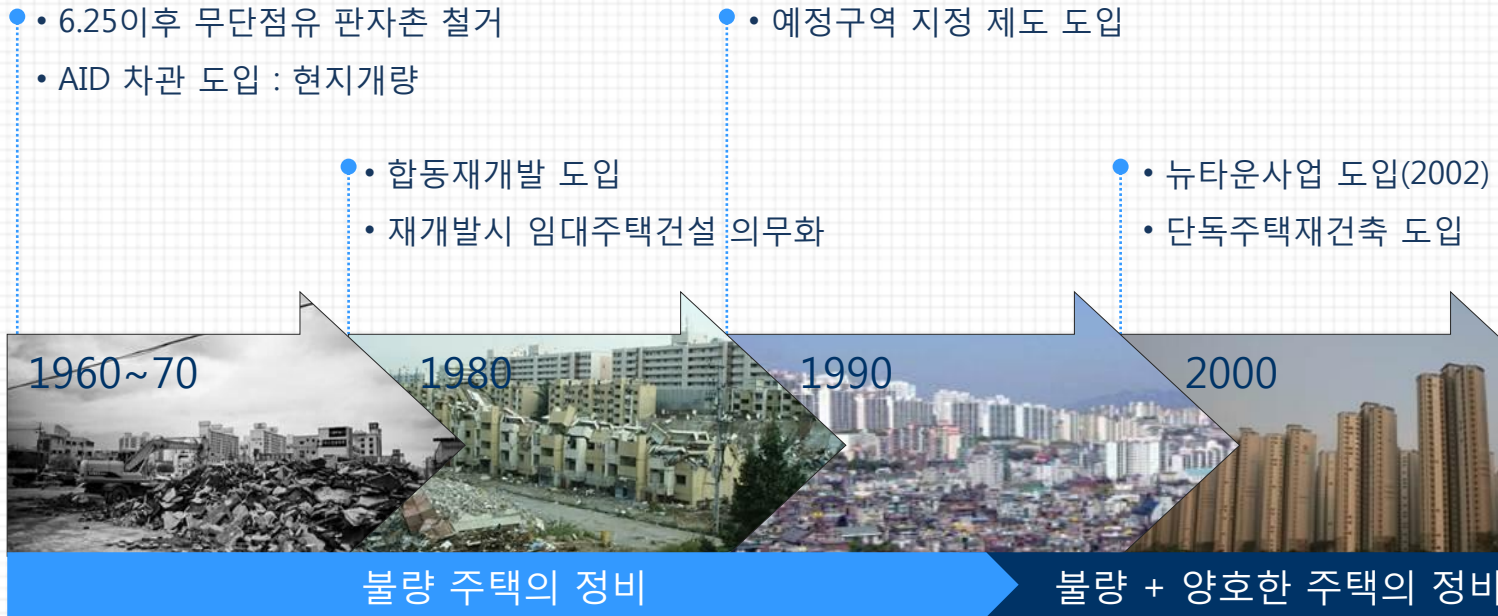 • 6.25이후 무단점유 판자촌 철거
• AID 차관 도입 : 현지개량
• 합동재개발 도입
• 재개발시 임대주택건설 의무화
• 예정구역 지정 제도 도입
• 뉴타운사업 도입(2002)
• 단독주택재건축 도입
1960~70
1980
1990
2000
불량 주택의 정비
불량 + 양호한 주택의 정비